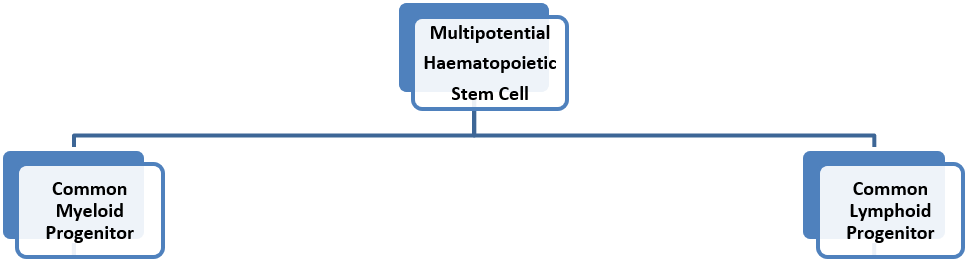 Multipotential
Haematopoietic
Stem Cell
Common
Myeloid
Progenitor
Common
Lymphoid
Progenitor